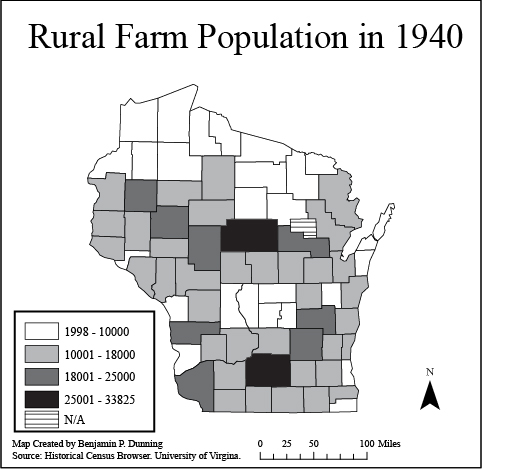 Rural Farm Population in 1940
1998 - 10000
10001 - 18000
18001 - 25000
25001 - 33825
N/A
N
Map Created by Benjamin P. Dunning
Source: Historical Census Browser. University of Virgina.
0 25 50 100 Miles